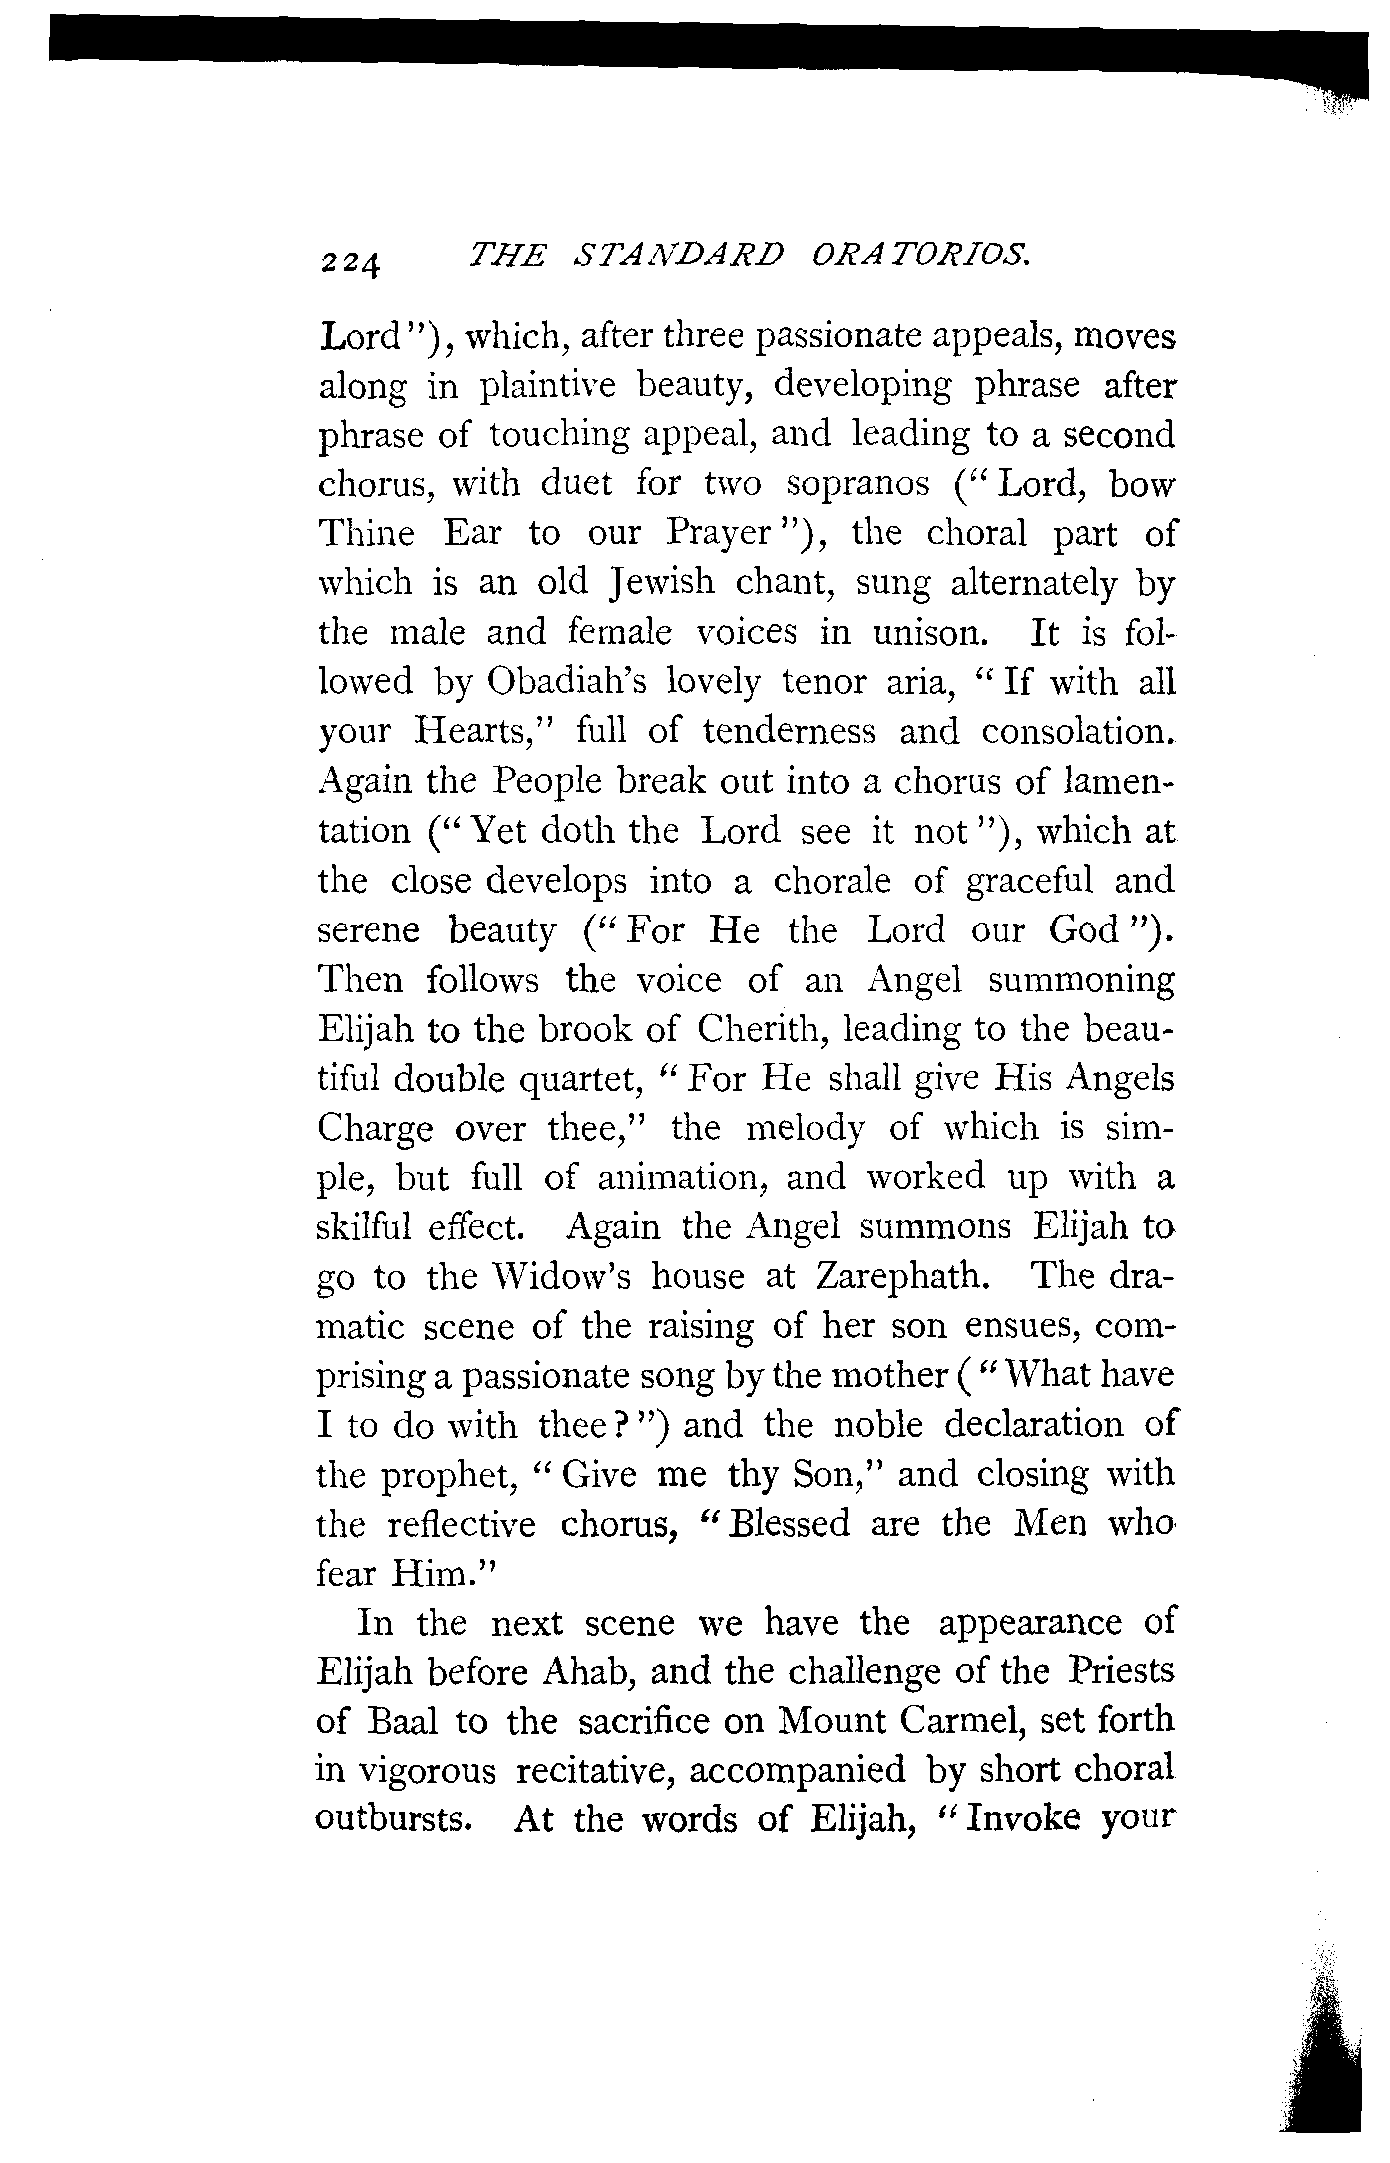 224 THE STANDARD ORATORIOS.
Lord"), which, after three passionate appeals, moves
along in plaintive beauty, developing phrase after
phrase of touching appeal, and leading to a second
chorus, with duet for two sopranos ("Lord, bow
Thine Ear to our Prayer"), the choral part of
which is an old Jewish chant, sung alternately by
the male and female voices in unison. It is fol-
lowed by Obadiah's lovely tenor aria, "If with all
your Hearts," full of tenderness and consolation.
Again the People break out into a chorus of lamen-
tation ("Yet doth the Lord see it not"), which at
the close develops into a chorale of graceful and
serene beauty ("For He the Lord our God").
Then follows the voice of an Angel summoning
Elijah to the brook of Cherith, leading to the beau-
tiful double quartet, "For He shall give His Angels
Charge over thee," the melody of which is sim-
ple, but full of animation, and worked up with a
skilful effect. Again the Angel summons Elijah to
go to the Widow's house at Zarephath. The dra-
matic scene of the raising of her son ensues, com-
prising a passionate song by the mother ("What have
I to do with thee?") and the noble declaration of
the prophet, "Give me thy Son," and closing with
the reflective chorus, "Blessed are the Men who
fear Him."
In the next scene we have the appearance of
Elijah before Ahab, and the challenge of the Priests
of Baal to the sacrifice on Mount Carmel, set forth
in vigorous recitative, accompanied by short choral
outbursts. At the words of Elijah, "Invoke your